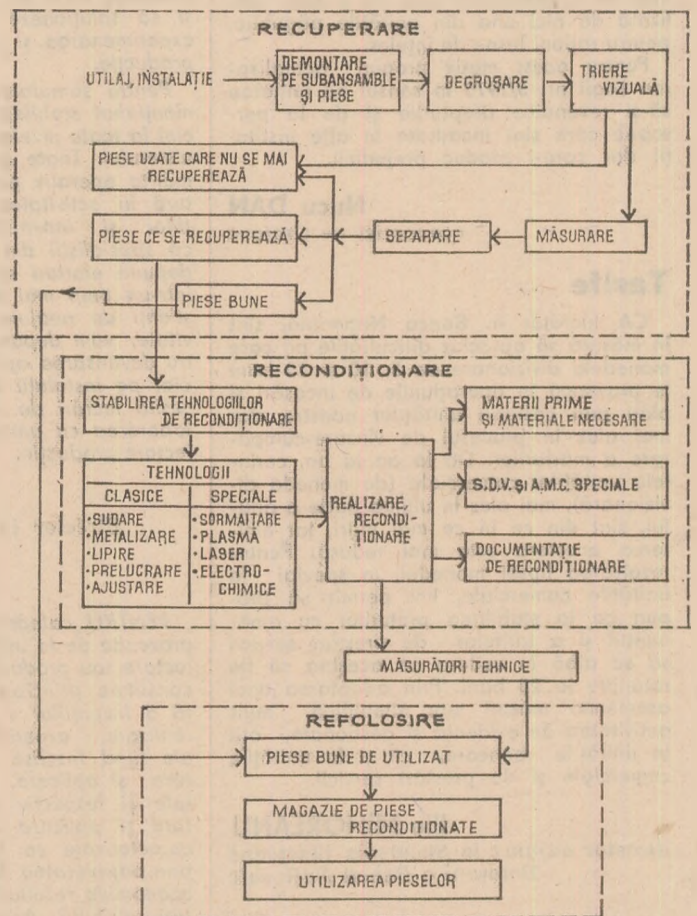 RECUPERARE
UTILAJ, INSTALAȚIE
DEMONTARE
PE SUBANSAMBLE
ȘI PIESE
DEGROȘARE
TRIERE
VIZUALĂ
PIESE UZATE CARE NU SE MAI
RECUPEREAZĂ
PIESE CE SE RECUPEREAZĂ
SEPARARE
MĂSURARE
PIESE BUNE
RECONDIȚIONARE
STABILIREA TEHNOLOGIILOR
DE RECONDIȚIONARE
TEHNOLOGII
CLASICE
•SUDARE
•METALIZARE
•LIPIRE
•PRELUCRARE
•AJUSTARE
SPECIALE
•SORMAITARE
•PLASMĂ
•LASER
•ELECTRO-
CHIMICE
REALIZARE,
RECONDI-
ȚIONARE
MATERII PRIME
ȘI MATERIALE NECESARE
S.D.V. ȘI A.M.C. SPECIALE
DOCUMENTAȚIE
DE RECONDIȚIONARE
MĂSURĂTORI TEHNICE
REFOLOSIRE
PIESE BUNE DE UTILIZAT
MAGAZIE DE PIESE
RECONDIȚIONATE
UTILIZAREA PIESELOR